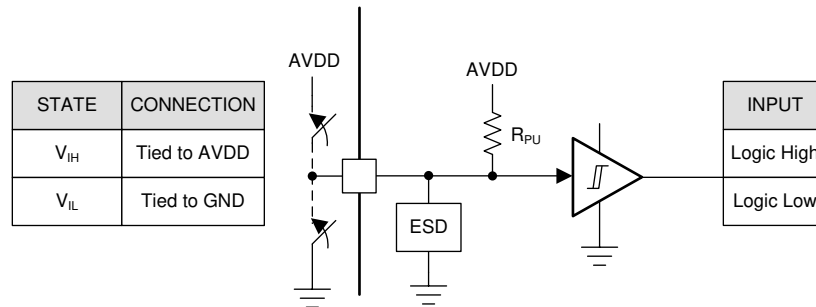 STATE CONNECTION
V_IH Tied to AVDD
V_IL Tied to GND
AVDD
AVDD
R_PU
ESD
INPUT
Logic High
Logic Low